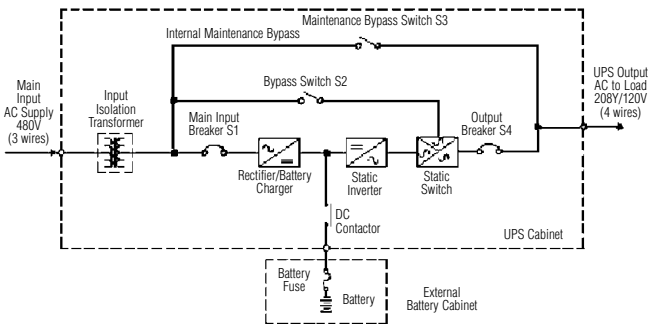 Maintenance Bypass Switch S3
Internal Maintenance Bypass
Main
Input
AC Supply
480V
(3 wires)
Input
Isolation
Transformer
Bypass Switch S2
Main Input
Breaker S1
Output
Breaker S4
UPS Output
AC to Load
208Y/120V
(4 wires)
Rectifier/Battery
Charger
Static
Inverter
Static
Switch
DC
Contactor
UPS Cabinet
Battery
Fuse
Battery
External
Battery Cabinet